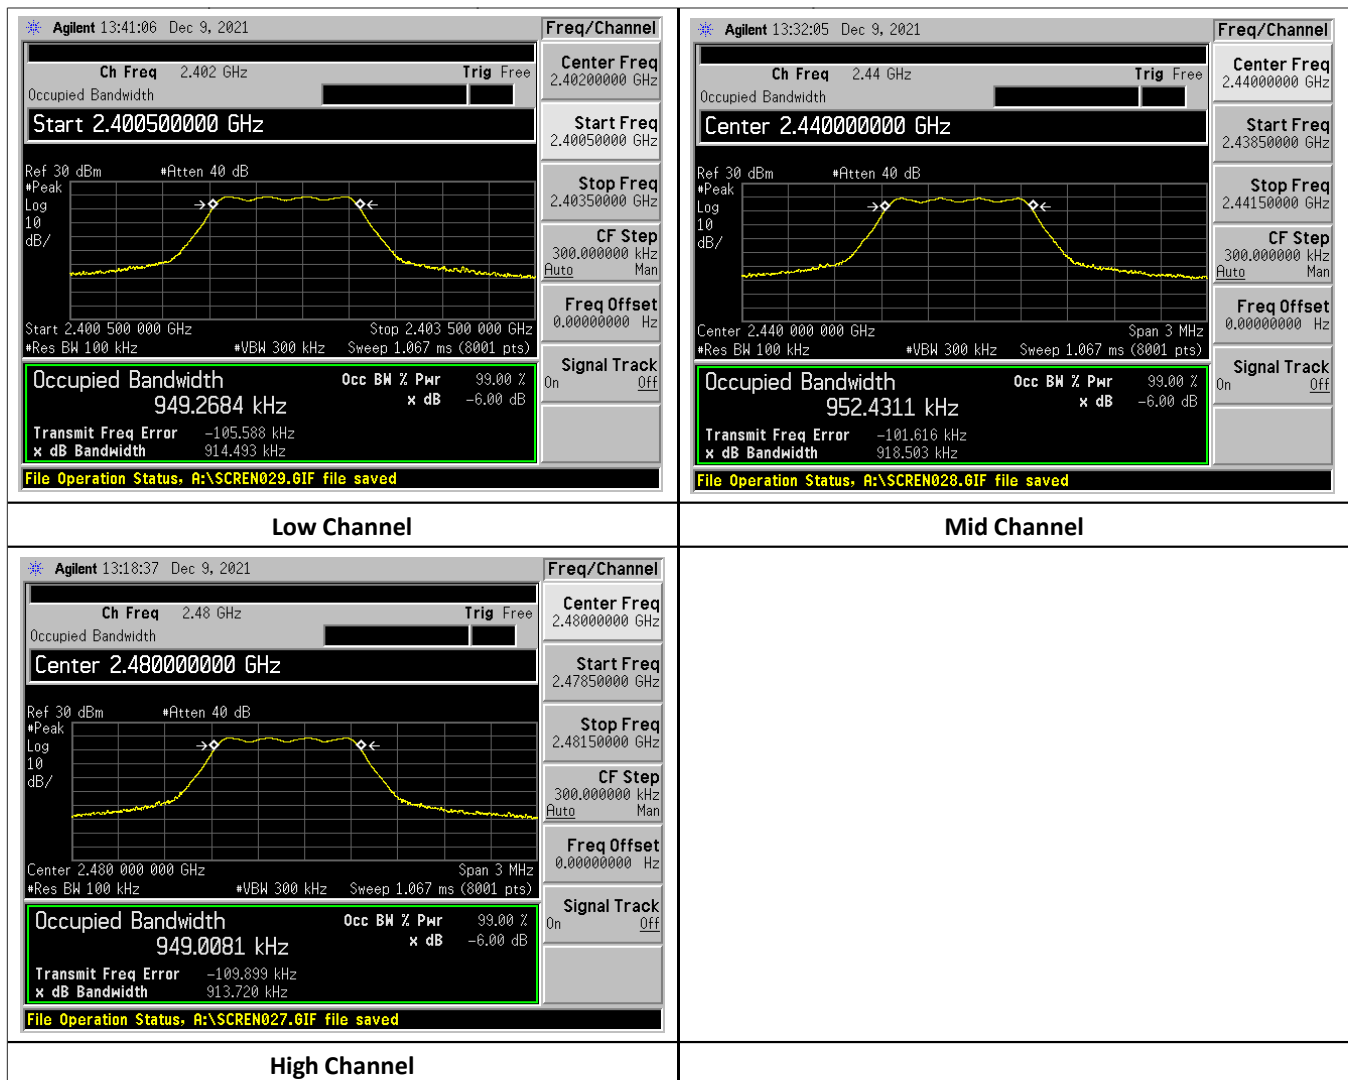 Agilent 13:41:06 Dec 9, 2021
Freq/Channel
Ch Freq 2.402 GHz Trig Free
Occupied Bandwidth
Start 2.400500000 GHz
Ref 30 dBm #Atten 40 dB
#Peak
Log
10
dB/
Start 2.400 500 000 GHz Stop 2.403 500 000 GHz
#Res BW 100 kHz #VBW 300 kHz Sweep 1.067 ms (8001 pts)
Occupied Bandwidth Occ BW % Pwr 99.00 %
949.2684 kHz x dB -6.00 dB
Transmit Freq Error -105.588 kHz
x dB Bandwidth 914.493 kHz
File Operation Status, A:\SCREN029.GIF file saved
Center Freq
2.40200000 GHz
Start Freq
2.40050000 GHz
Stop Freq
2.40350000 GHz
CF Step
300.000000 kHz
Auto Man
Freq Offset
0.00000000 Hz
Signal Track
On Off
Low Channel
Agilent 13:32:05 Dec 9, 2021
Freq/Channel
Ch Freq 2.44 GHz Trig Free
Occupied Bandwidth
Center 2.440000000 GHz
Ref 30 dBm #Atten 40 dB
#Peak
Log
10
dB/
Center 2.440 000 000 GHz Span 3 MHz
#Res BW 100 kHz #VBW 300 kHz Sweep 1.067 ms (8001 pts)
Occupied Bandwidth Occ BW % Pwr 99.00 %
952.4311 kHz x dB -6.00 dB
Transmit Freq Error -101.616 kHz
x dB Bandwidth 918.503 kHz
File Operation Status, A:\SCREN028.GIF file saved
Center Freq
2.44000000 GHz
Start Freq
2.43850000 GHz
Stop Freq
2.44150000 GHz
CF Step
300.000000 kHz
Auto Man
Freq Offset
0.00000000 Hz
Signal Track
On Off
Mid Channel
Agilent 13:18:37 Dec 9, 2021
Freq/Channel
Ch Freq 2.48 GHz Trig Free
Occupied Bandwidth
Center 2.480000000 GHz
Ref 30 dBm #Atten 40 dB
#Peak
Log
10
dB/
Center 2.480 000 000 GHz Span 3 MHz
#Res BW 100 kHz #VBW 300 kHz Sweep 1.067 ms (8001 pts)
Occupied Bandwidth Occ BW % Pwr 99.00 %
949.0081 kHz x dB -6.00 dB
Transmit Freq Error -109.899 kHz
x dB Bandwidth 913.720 kHz
File Operation Status, A:\SCREN027.GIF file saved
Center Freq
2.48000000 GHz
Start Freq
2.47850000 GHz
Stop Freq
2.48150000 GHz
CF Step
300.000000 kHz
Auto Man
Freq Offset
0.00000000 Hz
Signal Track
On Off
High Channel